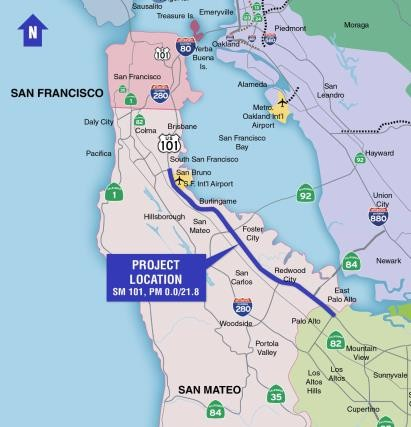 Sausalito
Treasure Is.
Emeryville
Piedmont
Moraga
N
101
80
Yerba
Buena
Is.
Oakland
San Francisco
SAN FRANCISCO
1
280
Alameda
San
Leandro
Metro.
Oakland Int'l
Airport
Daly City
82
Colma
Brisbane
101
San Francisco
Bay
92
Hayward
Pacifica
South San Francisco
San Bruno
S.F. Int'l Airport
1
92
Union
City
880
Burlingame
Hillsborough
San
Mateo
Foster
City
84
Newark
PROJECT
LOCATION
SM 101, PM 0.0/21.8
San
Carlos
Redwood
City
East
Palo Alto
280
Woodside
Palo Alto
82
Mountain
View
Portola
Valley
Los
Altos
Hills
Los
Altos
Sunnyvale
SAN MATEO
35
84
Cupertino